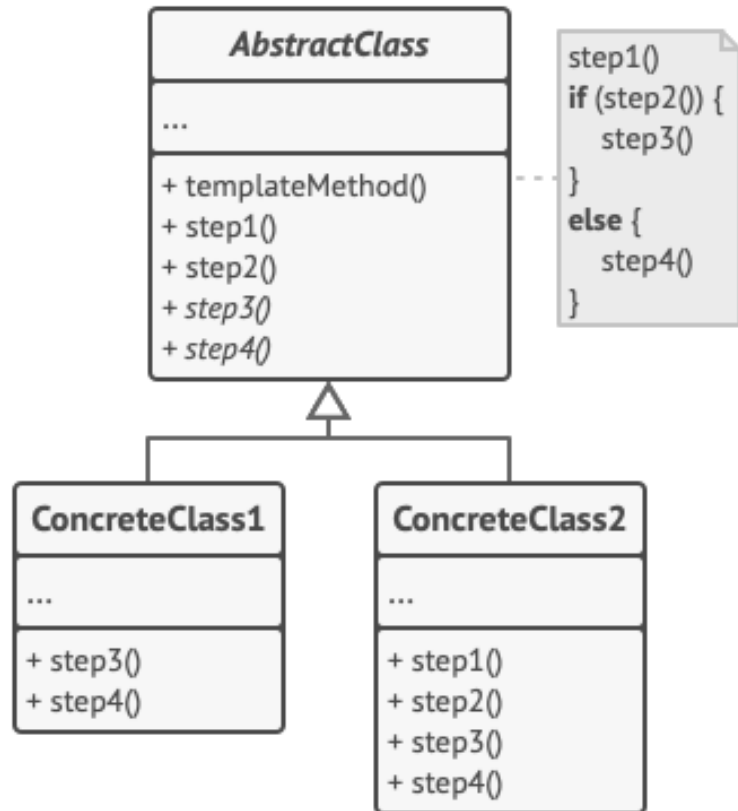 AbstractClass
...
+ templateMethod()
+ step1()
+ step2()
+ step3()
+ step4()
step1()
if (step2()) {
step3()
}
else {
step4()
}
ConcreteClass1
...
+ step3()
+ step4()
ConcreteClass2
...
+ step1()
+ step2()
+ step3()
+ step4()